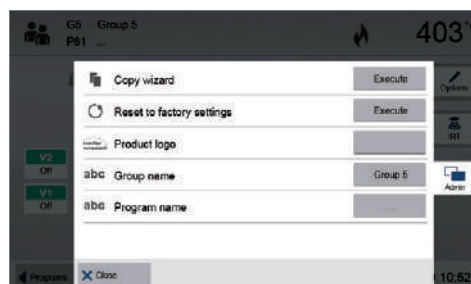 G5 Group 5
P81 ...
403°
Copy wizard Execute
Options
Reset to factory settings Execute
IRT
Product logo
V2
Off
abc Group name Group 5
Admin
V1
Off
abc Program name ...
Programs
Close
10:52